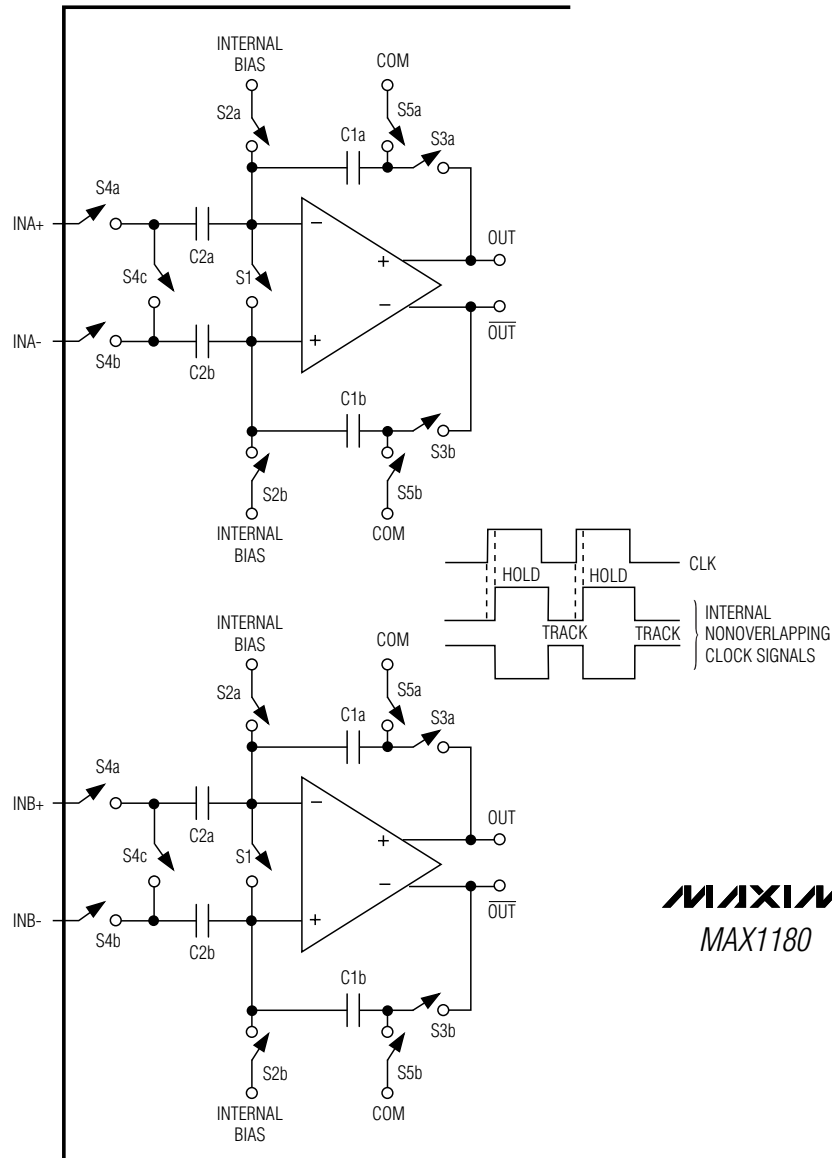 INTERNAL
BIAS
COM
S2a
S5a
C1a
S3a
S4a
INA+
C2a
OUT
S4c
S1
INA-
S4b
C2b
OUT
C1b
S3b
S2b
S5b
INTERNAL
BIAS
COM
CLK
HOLD
HOLD
TRACK
TRACK
INTERNAL
NONOVERLAPPING
CLOCK SIGNALS
INTERNAL
BIAS
COM
S2a
S5a
C1a
S3a
S4a
INB+
C2a
OUT
S4c
S1
INB-
S4b
C2b
OUT
C1b
S3b
S2b
S5b
INTERNAL
BIAS
COM
MAXIM
MAX1180